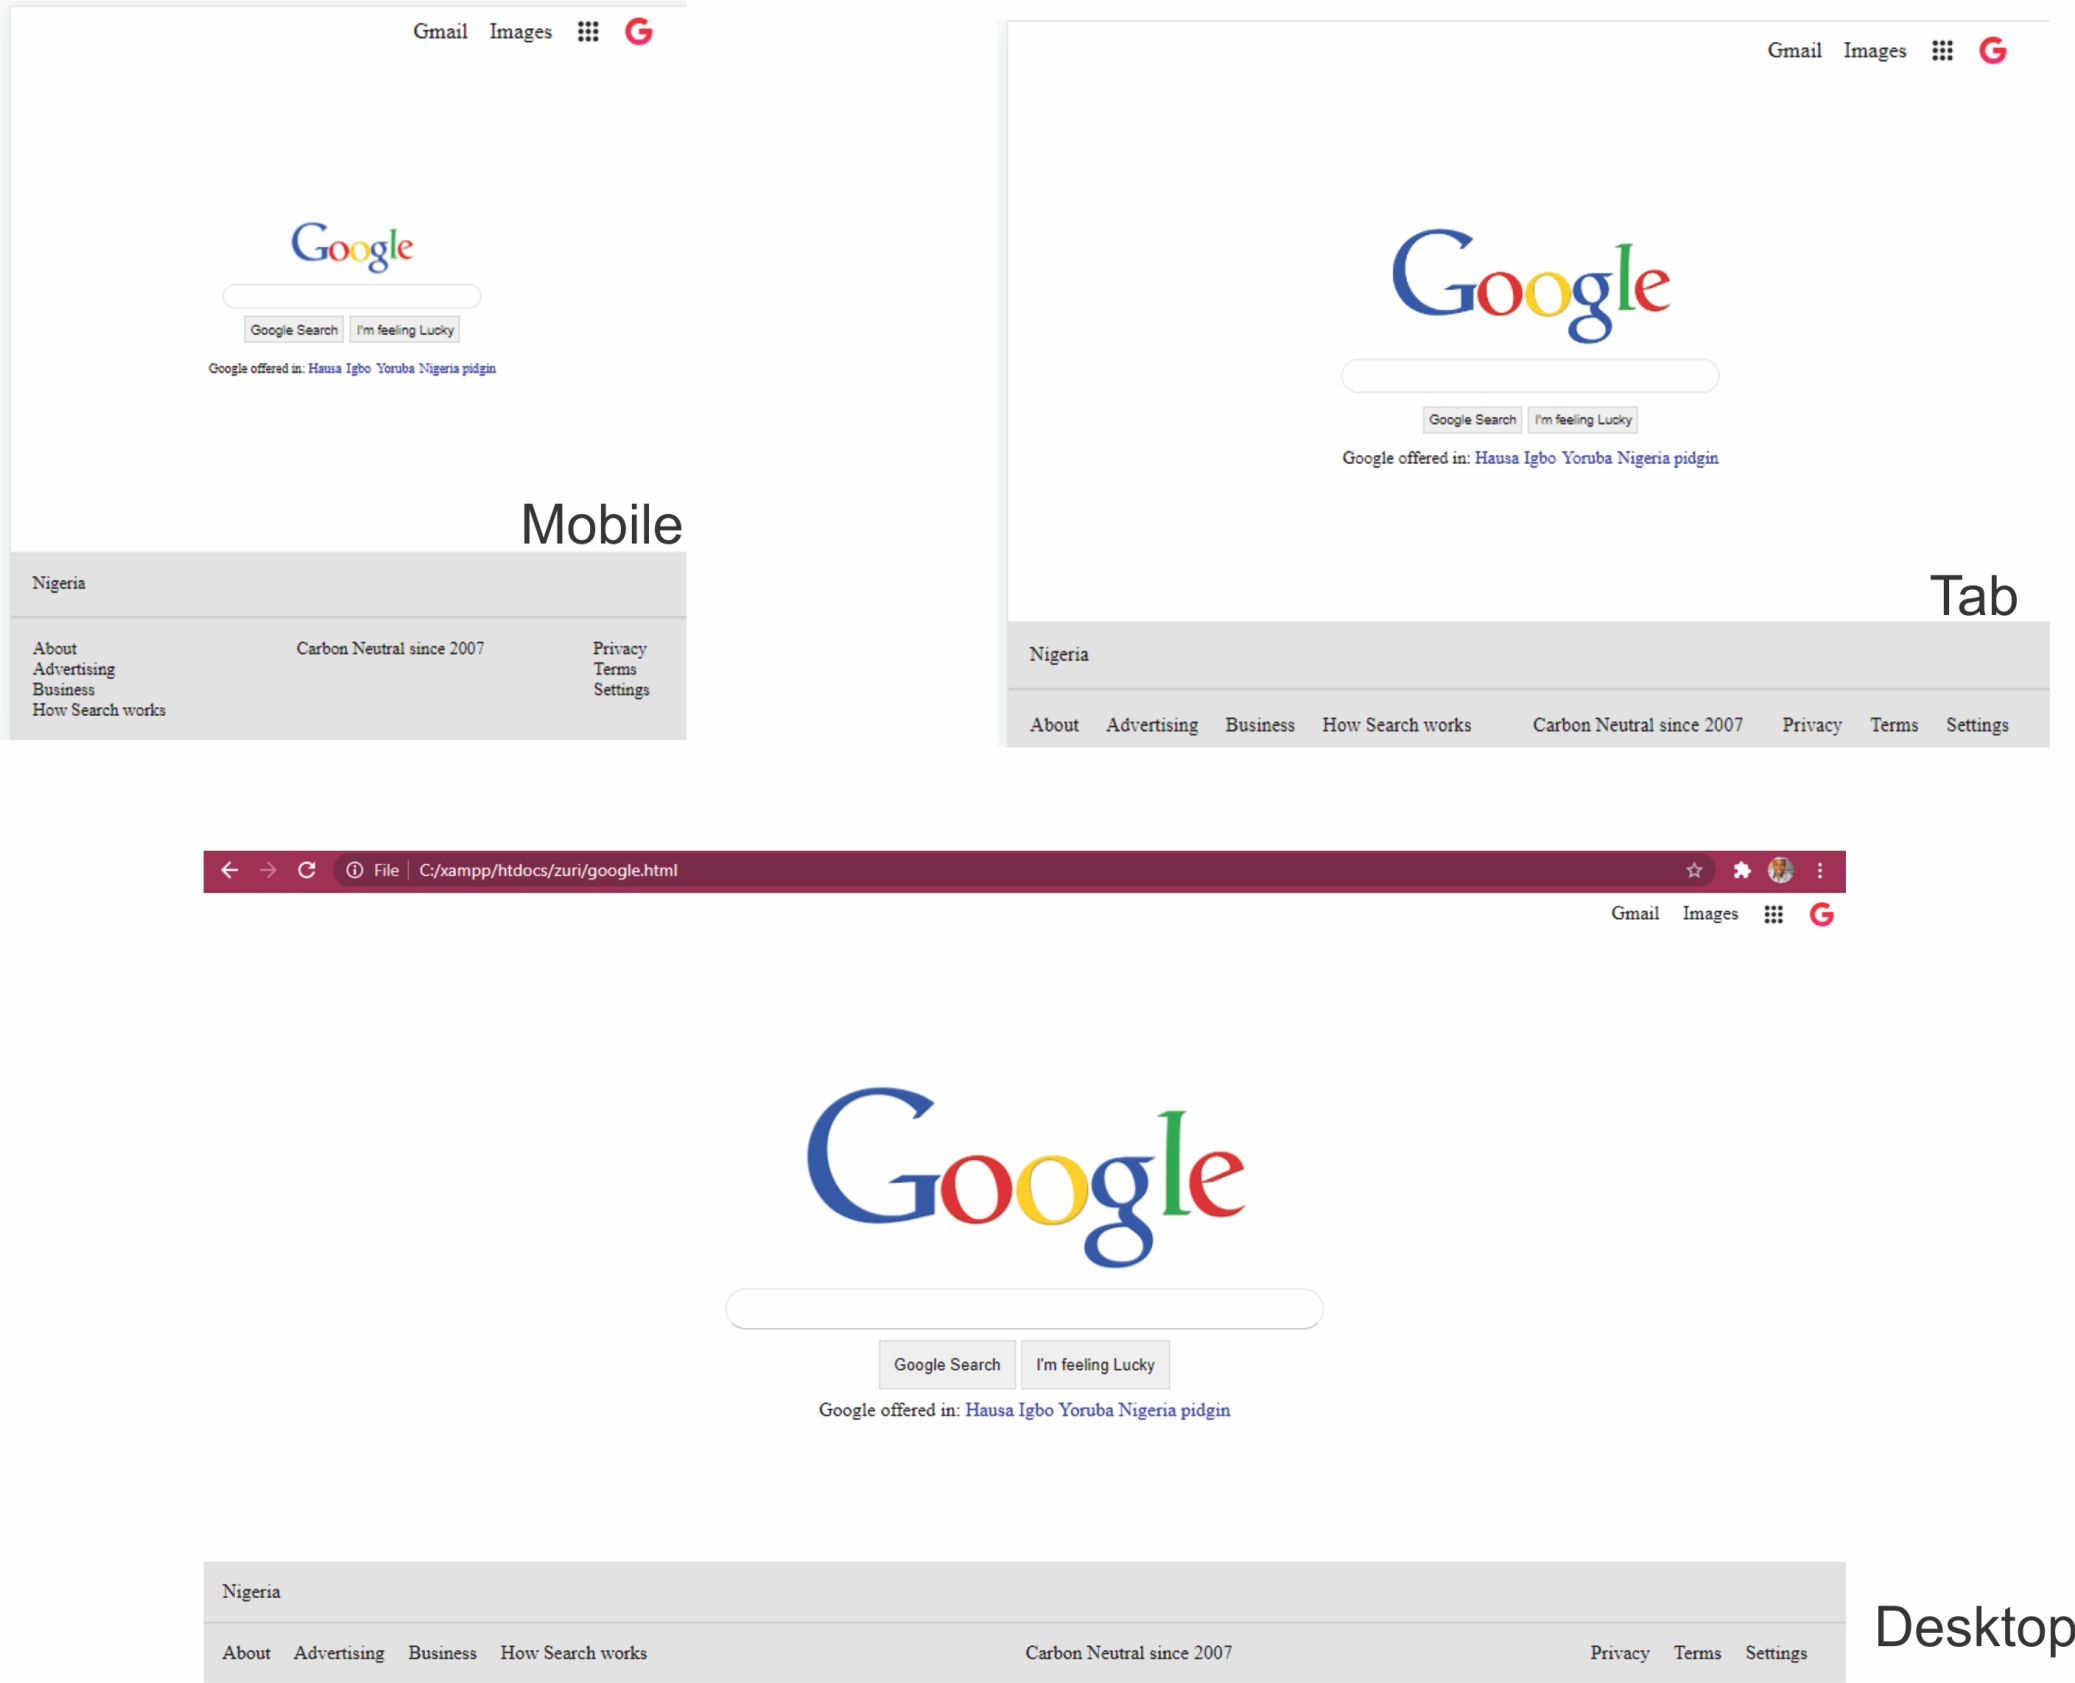 Gmail Images G
Google
Google Search I'm feeling Lucky
Google offered in: Hausa Igbo Yoruba Nigeria pidgin
Mobile
Nigeria
About Carbon Neutral since 2007 Privacy
Advertising Terms
Business Settings
How Search works
Gmail Images G
Google
Google Search I'm feeling Lucky
Google offered in: Hausa Igbo Yoruba Nigeria pidgin
Tab
Nigeria
About Advertising Business How Search works Carbon Neutral since 2007 Privacy Terms Settings
File C:/xampp/htdocs/zuri/google.html
Gmail Images G
Google
Google Search I'm feeling Lucky
Google offered in: Hausa Igbo Yoruba Nigeria pidgin
Nigeria
Desktop
About Advertising Business How Search works Carbon Neutral since 2007 Privacy Terms Settings